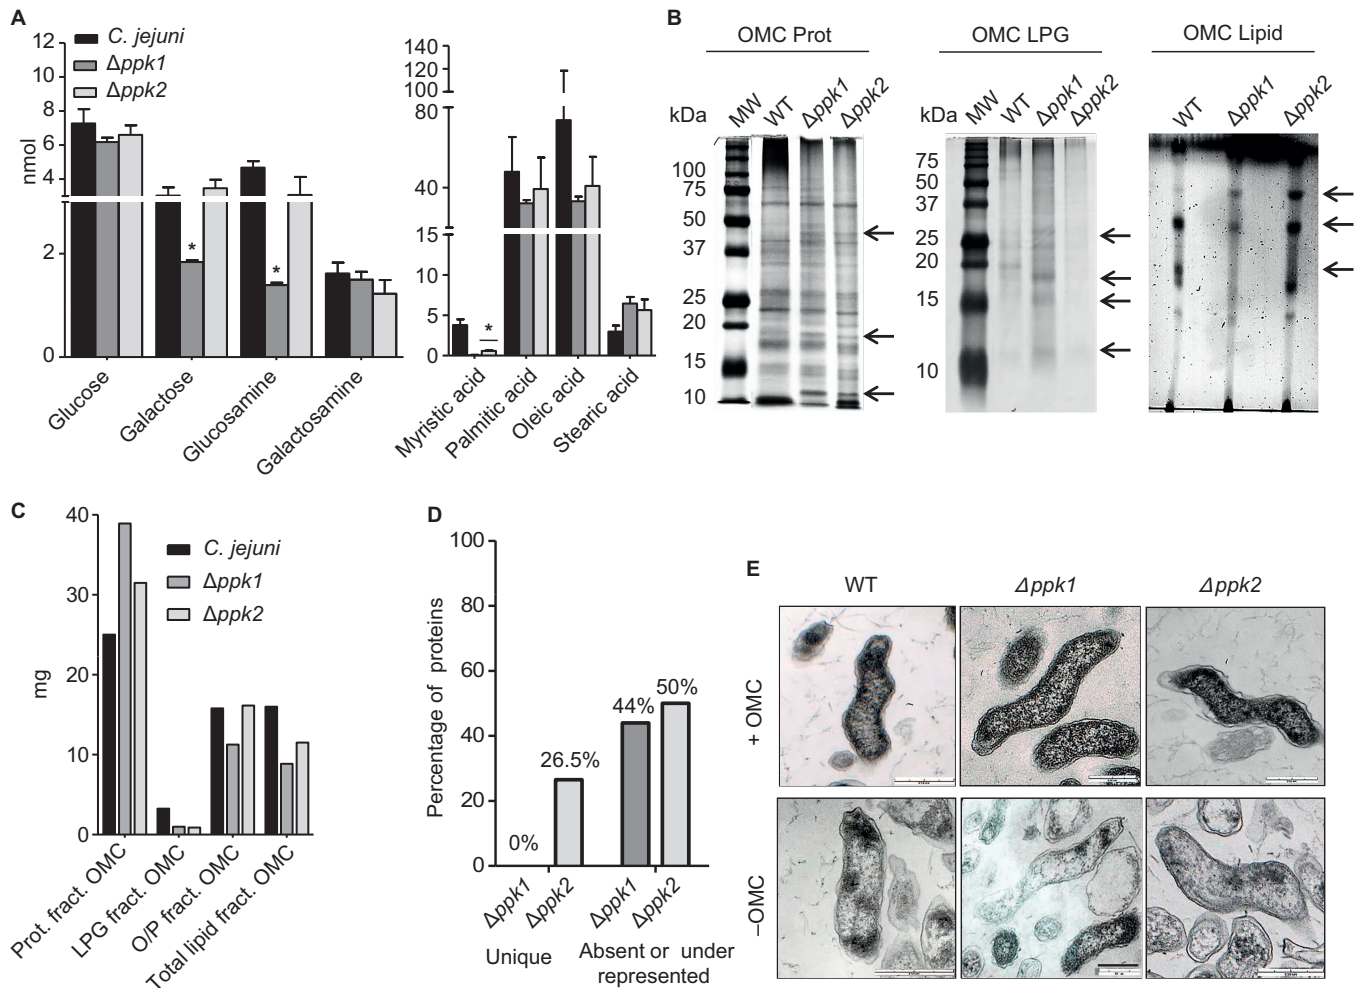 A
C. jejuni
Δppk1
Δppk2
nmol
12
10
8
6
4
2
0
*
*
Glucose
Galactose
Glucosamine
Galactosamine
140
120
100
80
40
15
10
5
0
*
Myristic acid
Palmitic acid
Oleic acid
Stearic acid
B
OMC Prot
kDa
MW
WT
Δppk1
Δppk2
100
75
50
37
25
20
15
10
OMC LPG
kDa
MW
WT
Δppk1
Δppk2
75
50
37
25
20
15
10
OMC Lipid
WT
Δppk1
Δppk2
C
C. jejuni
Δppk1
Δppk2
mg
40
30
20
10
0
Prot. fract. OMC
LPG fract. OMC
O/P fract. OMC
Total lipid fract. OMC
D
Percentage of proteins
100
80
60
40
20
0
0%
26.5%
44%
50%
Δppk1
Δppk2
Δppk1
Δppk2
Unique
Absent or under
represented
E
WT
Δppk1
Δppk2
+ OMC
–OMC